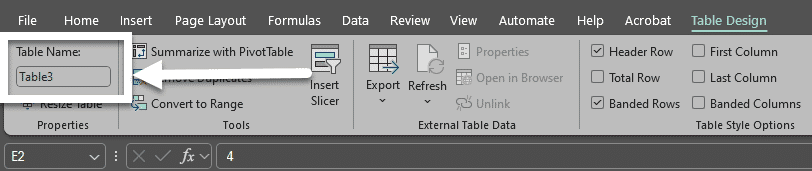 File Home Insert Page Layout Formulas Data Review View Automate Help Acrobat Table Design
Table Name:
Table3
Resize Table
Properties
Summarize with PivotTable
Remove Duplicates
Convert to Range
Insert
Slicer
Tools
Export
Refresh
Properties
Open in Browser
Unlink
External Table Data
Header Row
Total Row
Banded Rows
First Column
Last Column
Banded Columns
Table Style Options
E2
fx
4